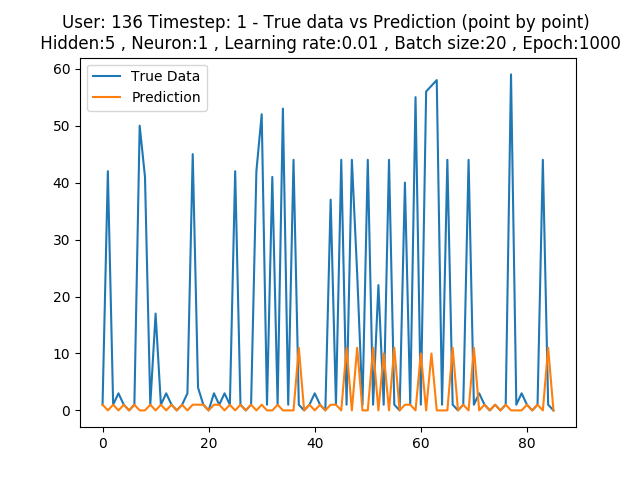 User: 136 Timestep: 1 - True data vs Prediction (point by point)
Hidden:5 , Neuron:1 , Learning rate:0.01 , Batch size:20 , Epoch:1000
True Data
Prediction
60
50
40
30
20
10
0
0 20 40 60 80